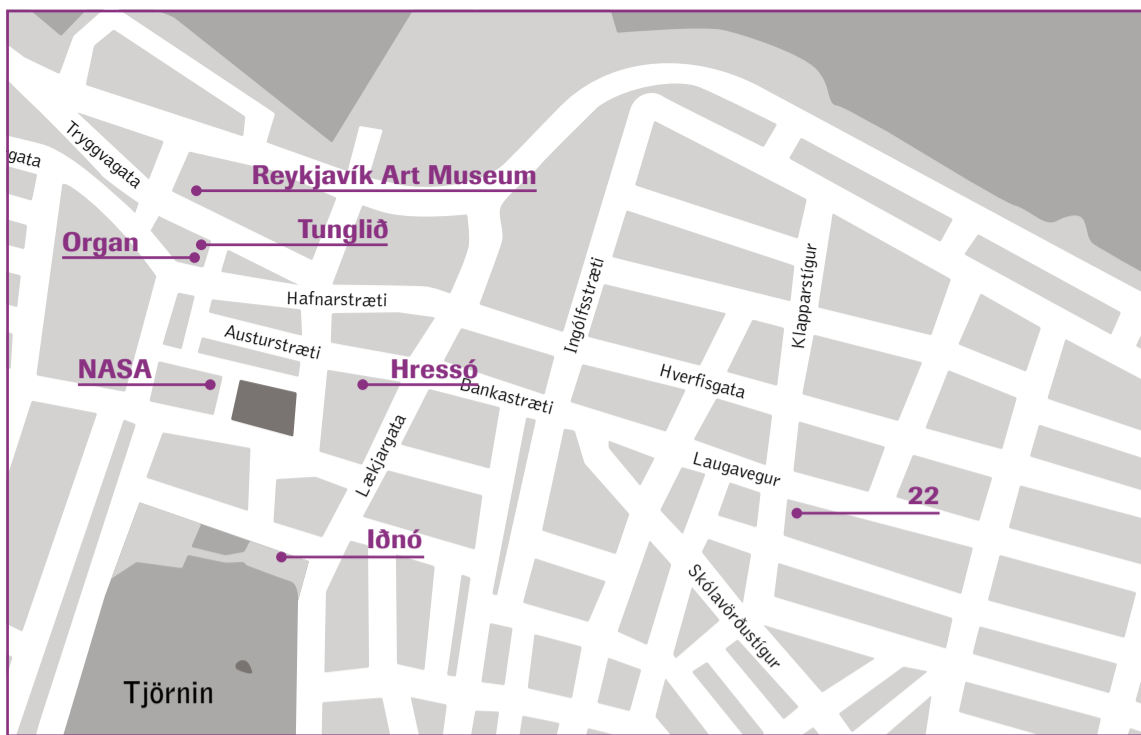 Tryggvagata
gata
Reykjavík Art Museum
Tunglið
Organ
Klapparstígur
Ingólfsstræti
Hafnarstræti
Austurstræti
NASA
Hressó
Bankastræti
Hverfisgata
Lækjargata
Laugavegur
22
Iðnó
Skólavörðustígur
Tjörnin